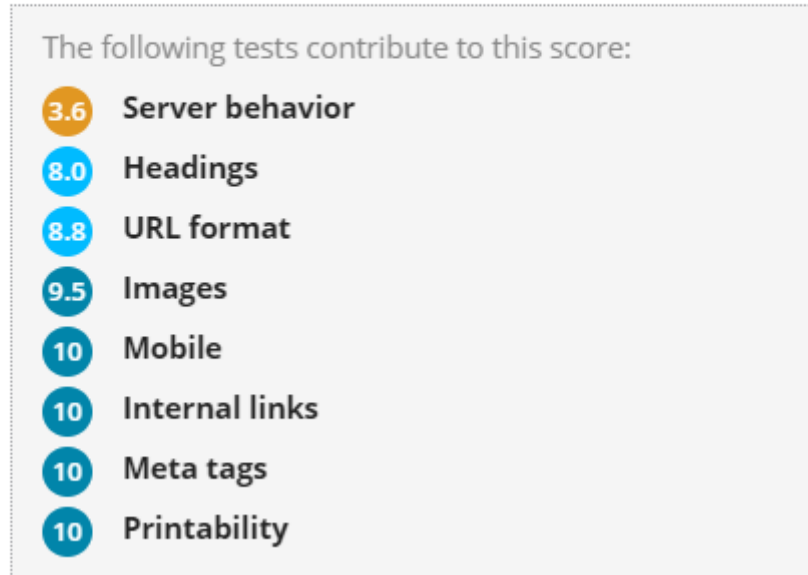 The following tests contribute to this score:
3.6 Server behavior
8.0 Headings
8.8 URL format
9.5 Images
10 Mobile
10 Internal links
10 Meta tags
10 Printability